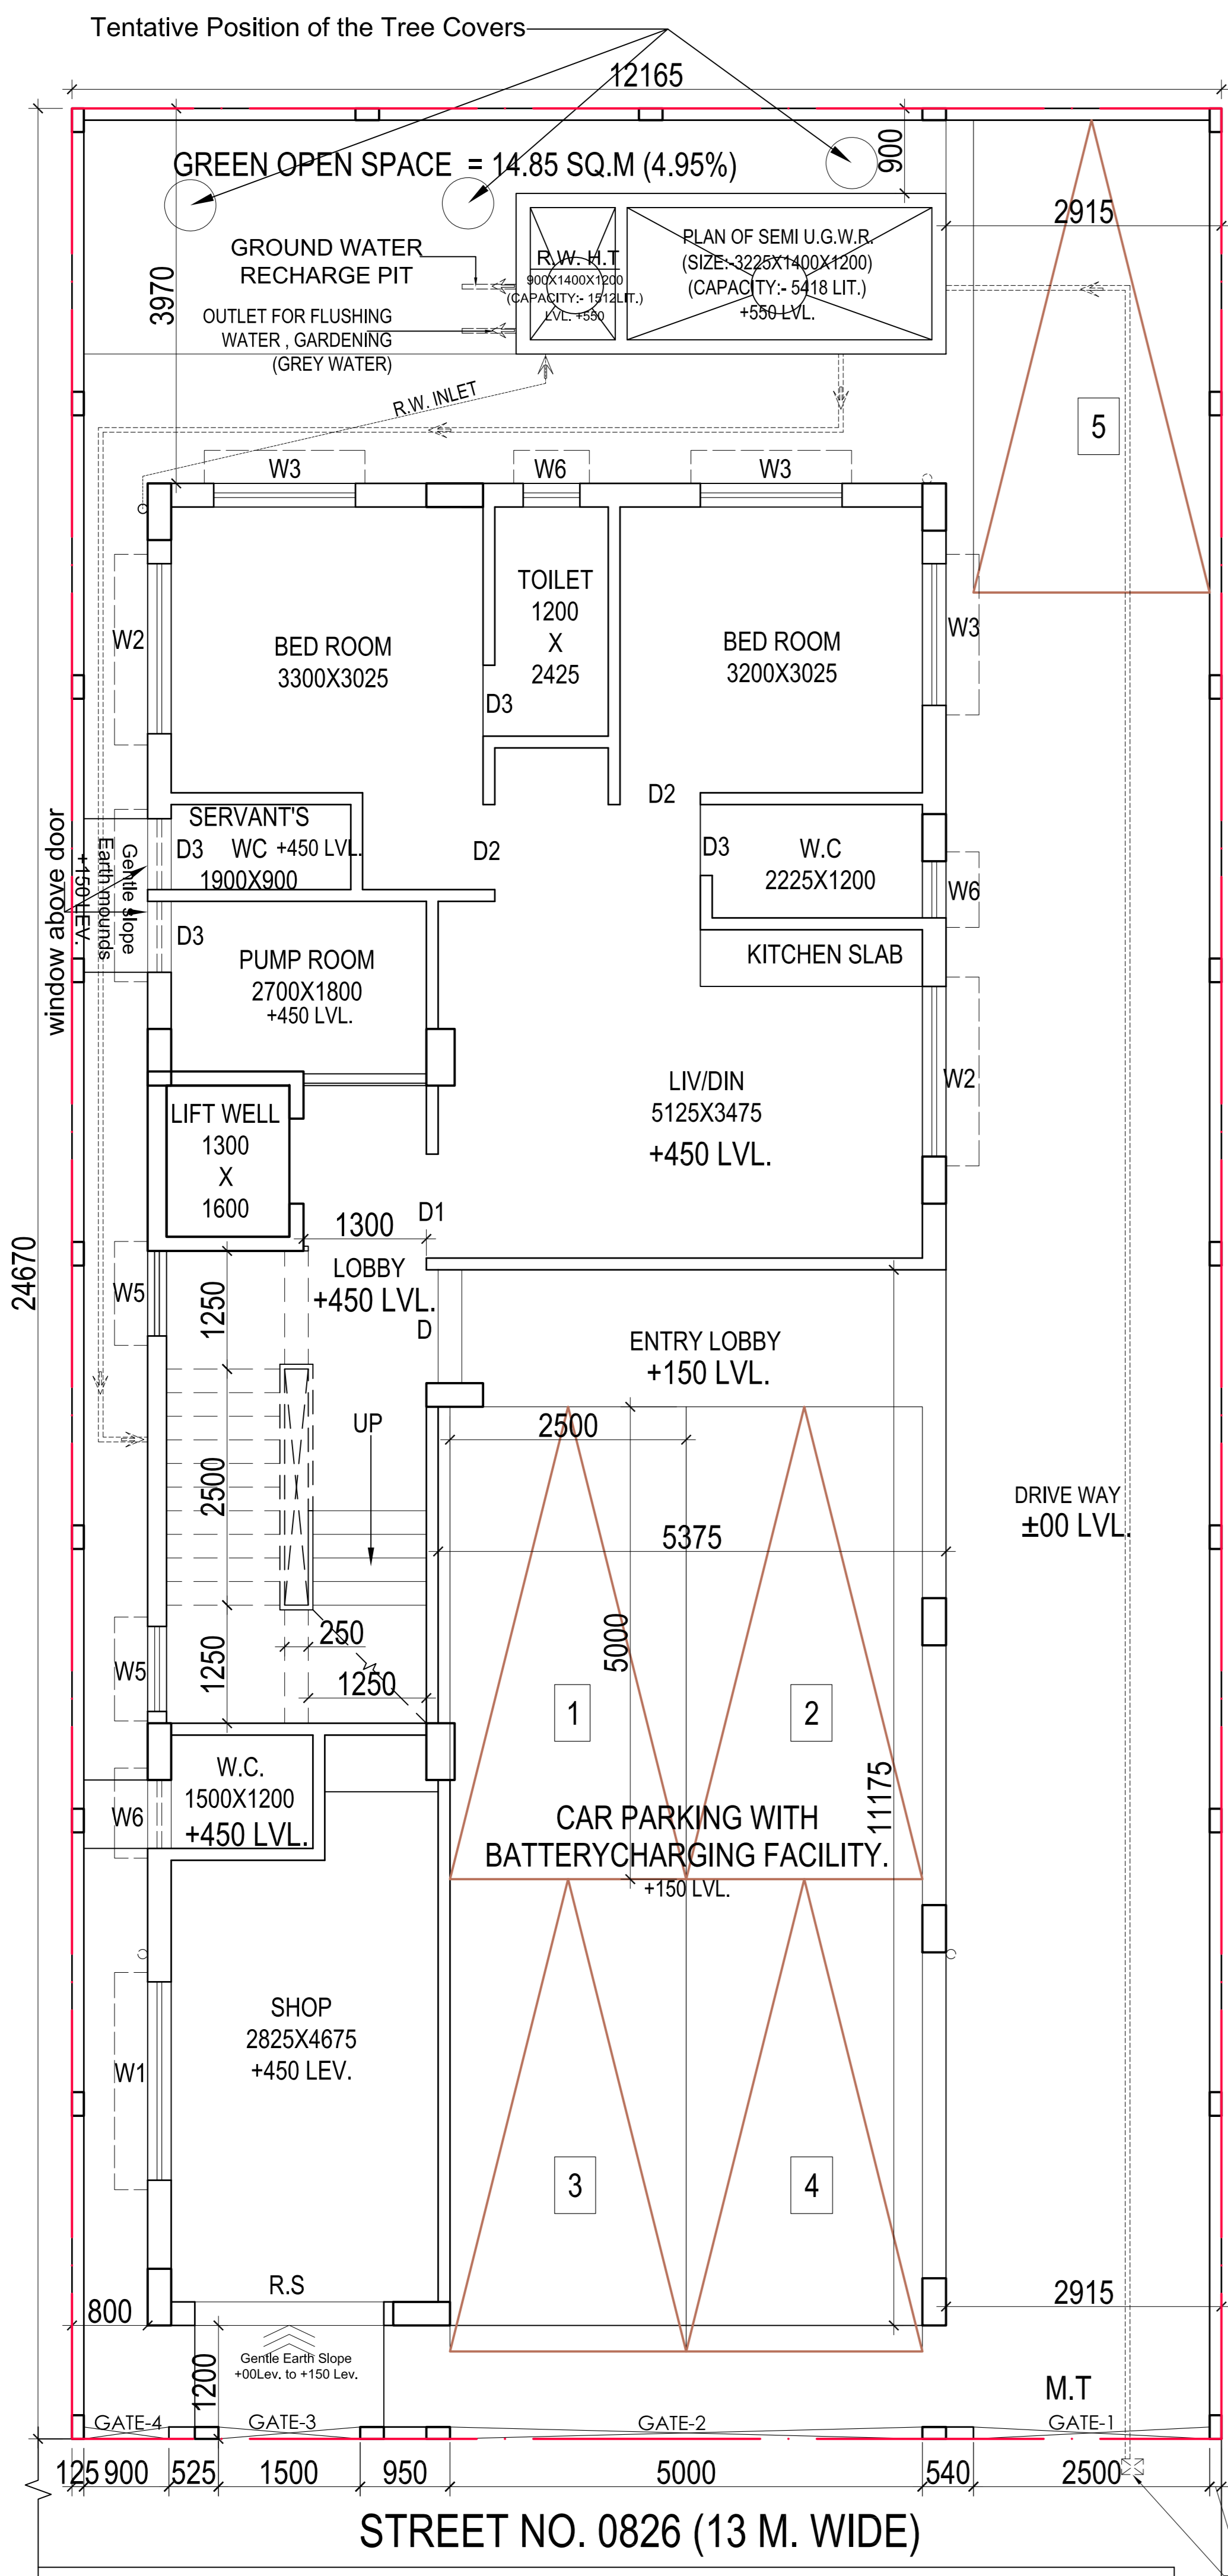 Tentative Position of the Tree Covers
12165
GREEN OPEN SPACE = 14.85 SQ.M (4.95%)
900
2915
GROUND WATER
RECHARGE PIT
3970
OUTLET FOR FLUSHING
WATER , GARDENING
(GREY WATER)
R.W. H.T
900X1400X1200
(CAPACITY:- 1512LIT.)
LVL. +550
PLAN OF SEMI U.G.W.R.
(SIZE:-3225X1400X1200)
(CAPACITY:- 5418 LIT.)
+550 LVL.
R.W. INLET
5
W3
W6
W3
TOILET
1200
X
2425
W2
BED ROOM
3300X3025
BED ROOM
3200X3025
W3
D3
D2
SERVANT'S
D3 WC +450 LVL.
1900X900
D2
D3
W.C
2225X1200
W6
window above door
+150 LEV.
Earth mounds
Gentle slope
D3
PUMP ROOM
2700X1800
+450 LVL.
KITCHEN SLAB
LIV/DIN
5125X3475
+450 LVL.
W2
LIFT WELL
1300
X
1600
1300
D1
24670
LOBBY
+450 LVL.
W5
1250
D
ENTRY LOBBY
+150 LVL.
UP
2500
2500
DRIVE WAY
±00 LVL.
5375
5000
250
1250
W5
1250
1
2
W.C.
1500X1200
+450 LVL.
W6
11175
CAR PARKING WITH
BATTERYCHARGING FACILITY.
+150 LVL.
SHOP
2825X4675
+450 LEV.
W1
3
4
R.S
800
2915
Gentle Earth Slope
+00Lev. to +150 Lev.
1200
M.T
GATE-4
GATE-3
GATE-2
GATE-1
125 900 525 1500 950 5000 540 2500
STREET NO. 0826 (13 M. WIDE)